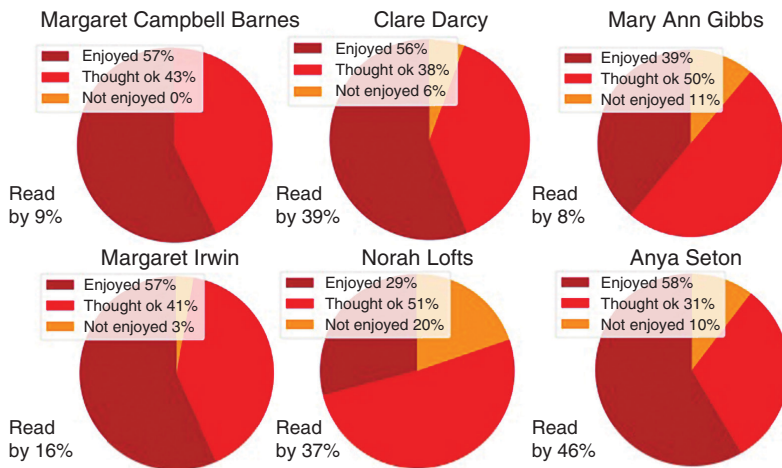 Margaret Campbell Barnes
Enjoyed 57%
Thought ok 43%
Not enjoyed 0%
Read
by 9%
Clare Darcy
Enjoyed 56%
Thought ok 38%
Not enjoyed 6%
Read
by 39%
Mary Ann Gibbs
Enjoyed 39%
Thought ok 50%
Not enjoyed 11%
Read
by 8%
Margaret Irwin
Enjoyed 57%
Thought ok 41%
Not enjoyed 3%
Read
by 16%
Norah Lofts
Enjoyed 29%
Thought ok 51%
Not enjoyed 20%
Read
by 37%
Anya Seton
Enjoyed 58%
Thought ok 31%
Not enjoyed 10%
Read
by 46%